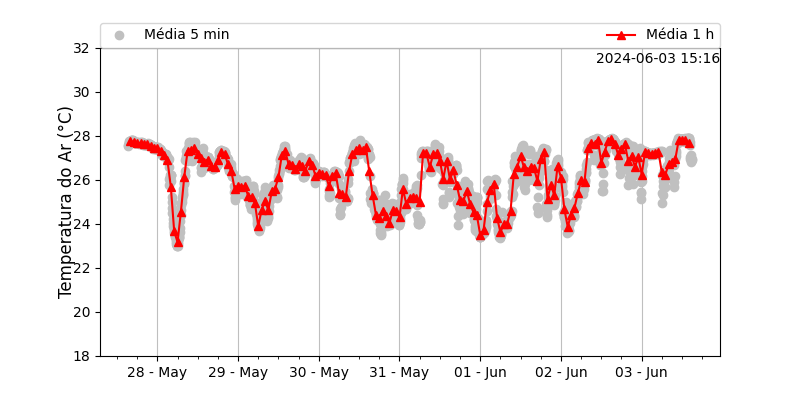 Média 5 min
Média 1 h
2024-06-03 15:16
Temperatura do Ar (°C)
32
30
28
26
24
22
20
18
28 - May
29 - May
30 - May
31 - May
01 - Jun
02 - Jun
03 - Jun